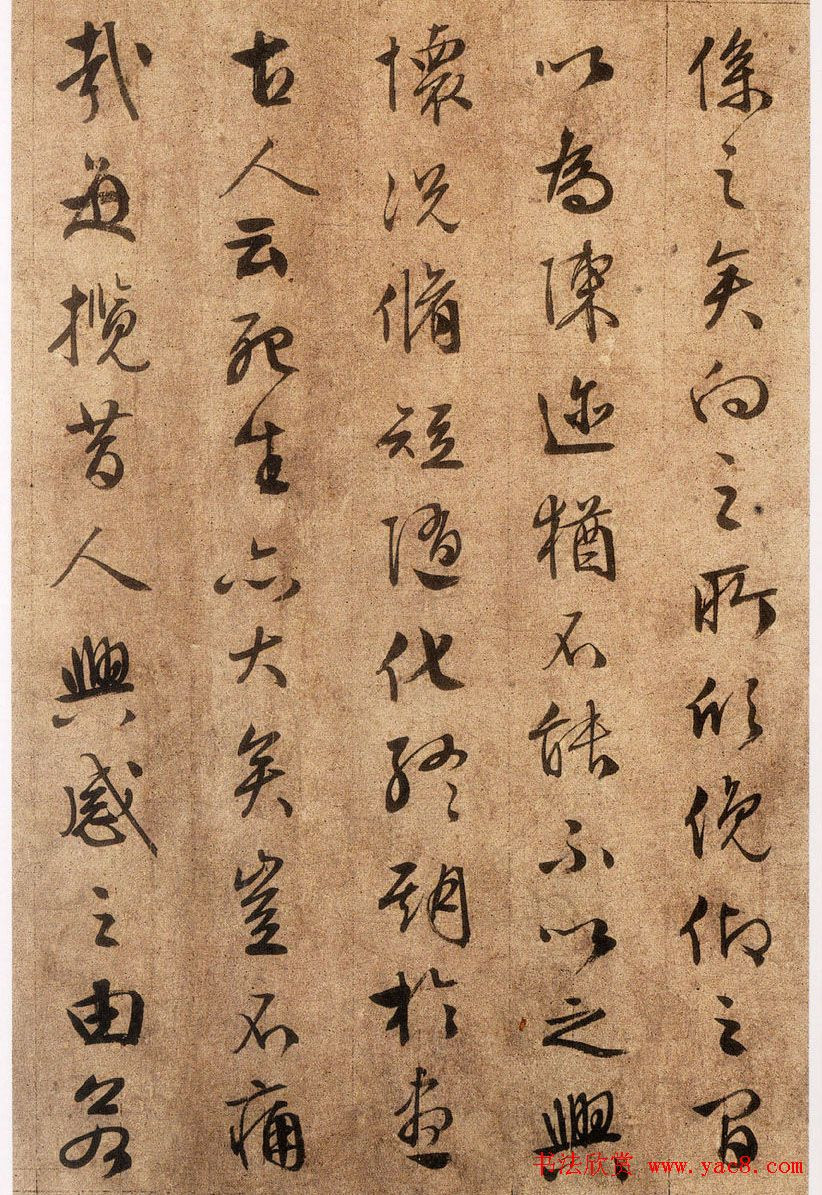 係之矣向之所欣俛仰之間
以為陳迹猶不能不以之興
懷況脩短隨化終期於盡
古人云死生亦大矣豈不痛
哉每攬昔人興感之由若
书法欣赏 www.yac8.com